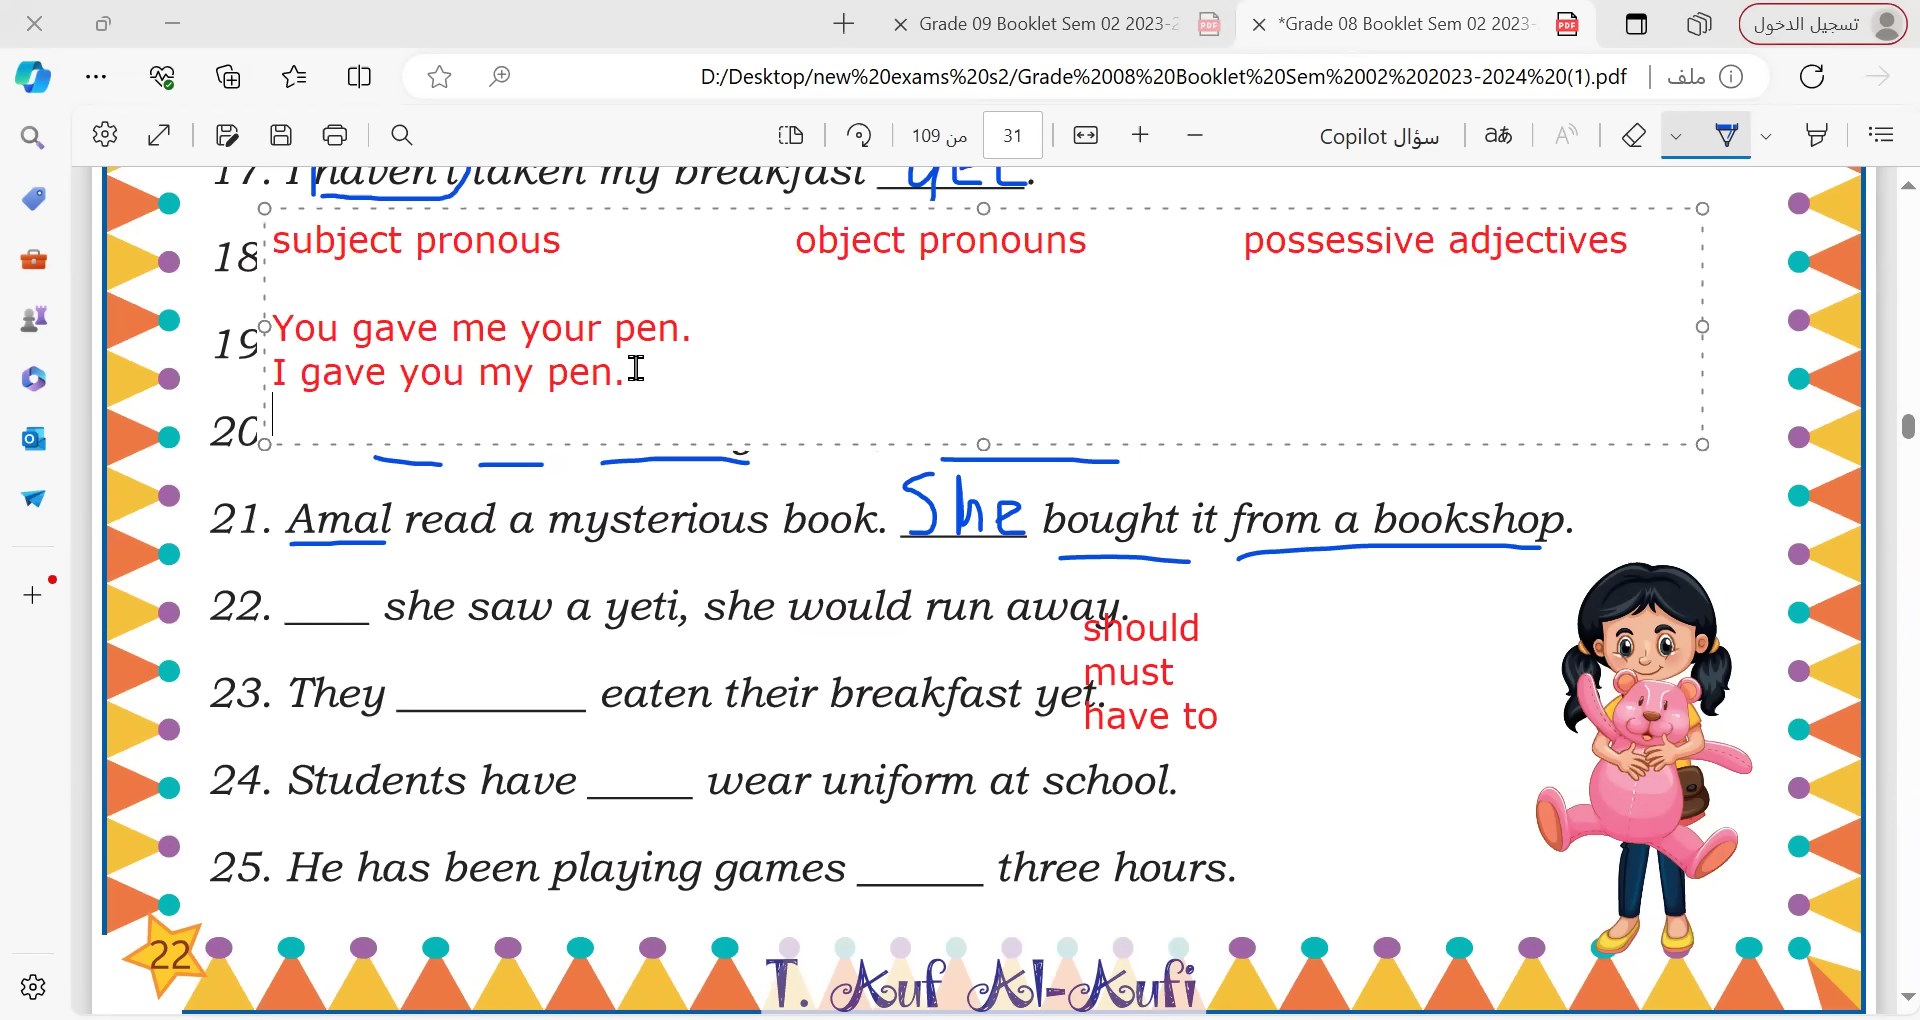 Grade 09 Booklet Sem 02 2023-2
*Grade 08 Booklet Sem 02 2023-
تسجيل الدخول
D:/Desktop/new%20exams%20s2/Grade%2008%20Booklet%20Sem%2002%202023-2024%20(1).pdf
ملف
109 من
31
سؤال Copilot
17. I haven't taken my breakfast yet.
18
subject pronous object pronouns possessive adjectives
19
You gave me your pen.
I gave you my pen.
20
21. Amal read a mysterious book. She bought it from a bookshop.
22. ____ she saw a yeti, she would run away.
should
must
have to
23. They _________ eaten their breakfast yet.
24. Students have _____ wear uniform at school.
25. He has been playing games ______ three hours.
22
T. Auf Al-Aufi